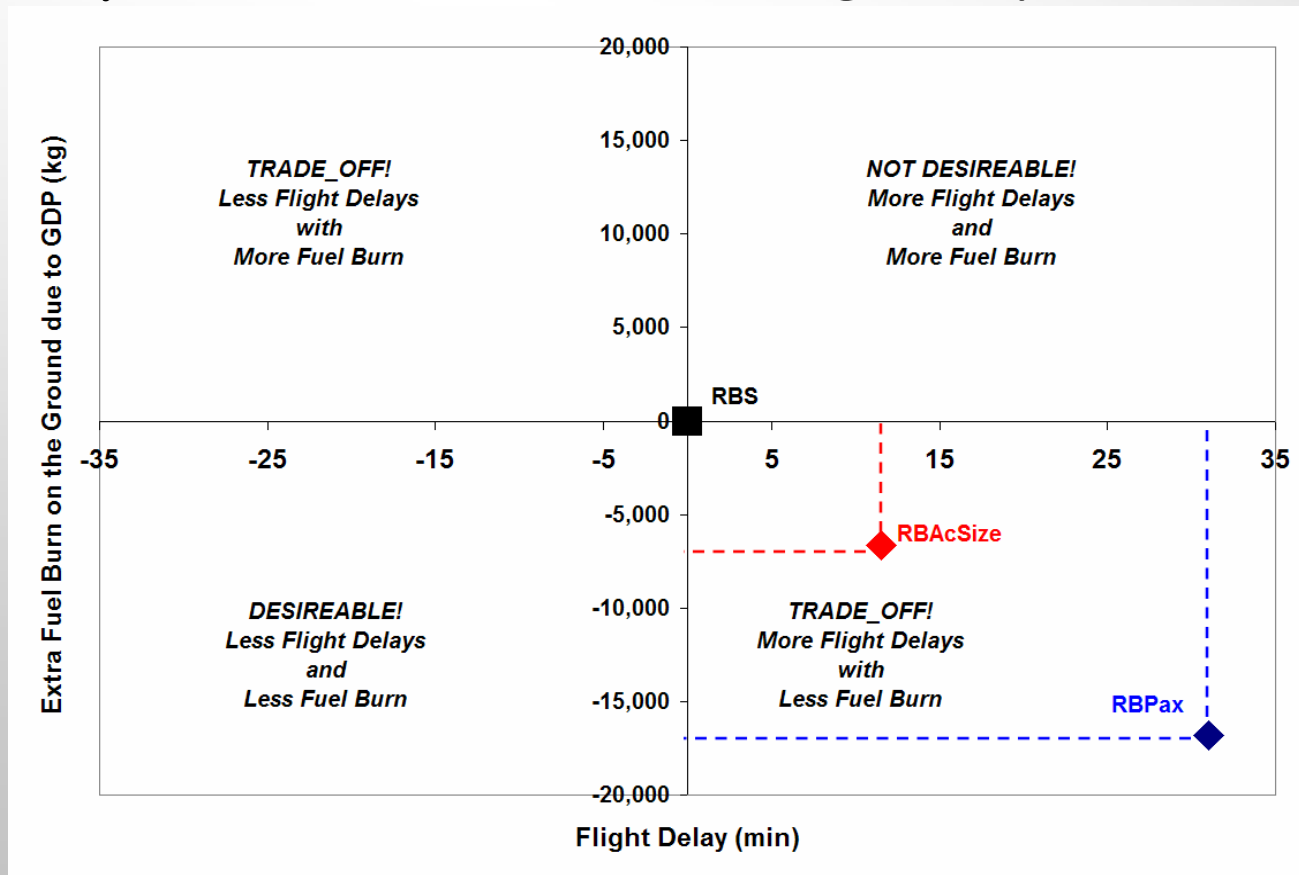 20,000
15,000
10,000
5,000
0
-5,000
-10,000
-15,000
-20,000
-35
-25
-15
-5
5
15
25
35
Extra Fuel Burn on the Ground due to GDP (kg)
Flight Delay (min)
TRADE_OFF!
Less Flight Delays
with
More Fuel Burn
NOT DESIREABLE!
More Flight Delays
and
More Fuel Burn
RBS
RBAcSize
DESIREABLE!
Less Flight Delays
and
Less Fuel Burn
TRADE_OFF!
More Flight Delays
with
Less Fuel Burn
RBPax